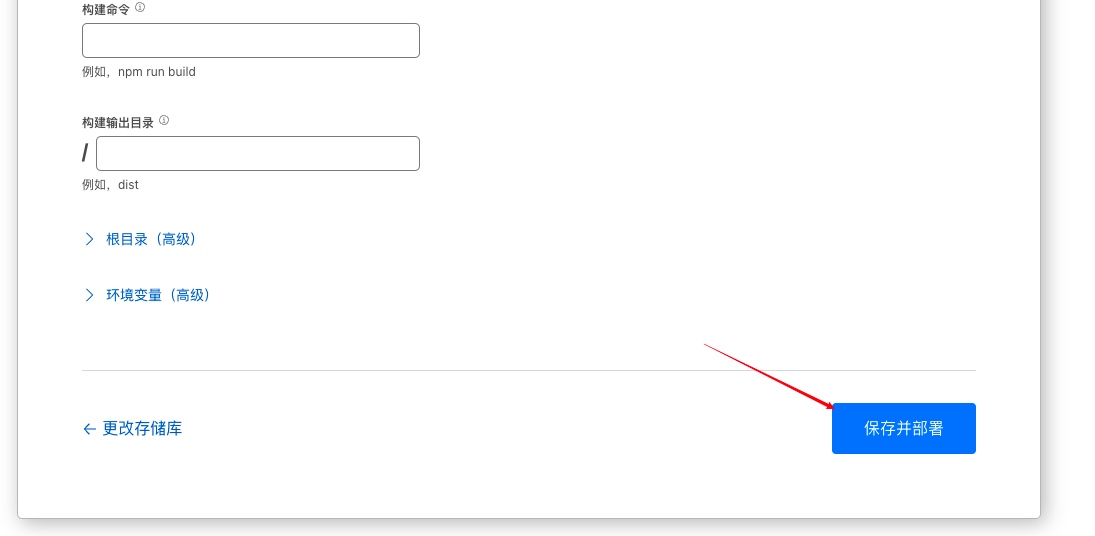 构建命令
例如，npm run build
构建输出目录
/
例如，dist
根目录（高级）
环境变量（高级）
更改存储库
保存并部署